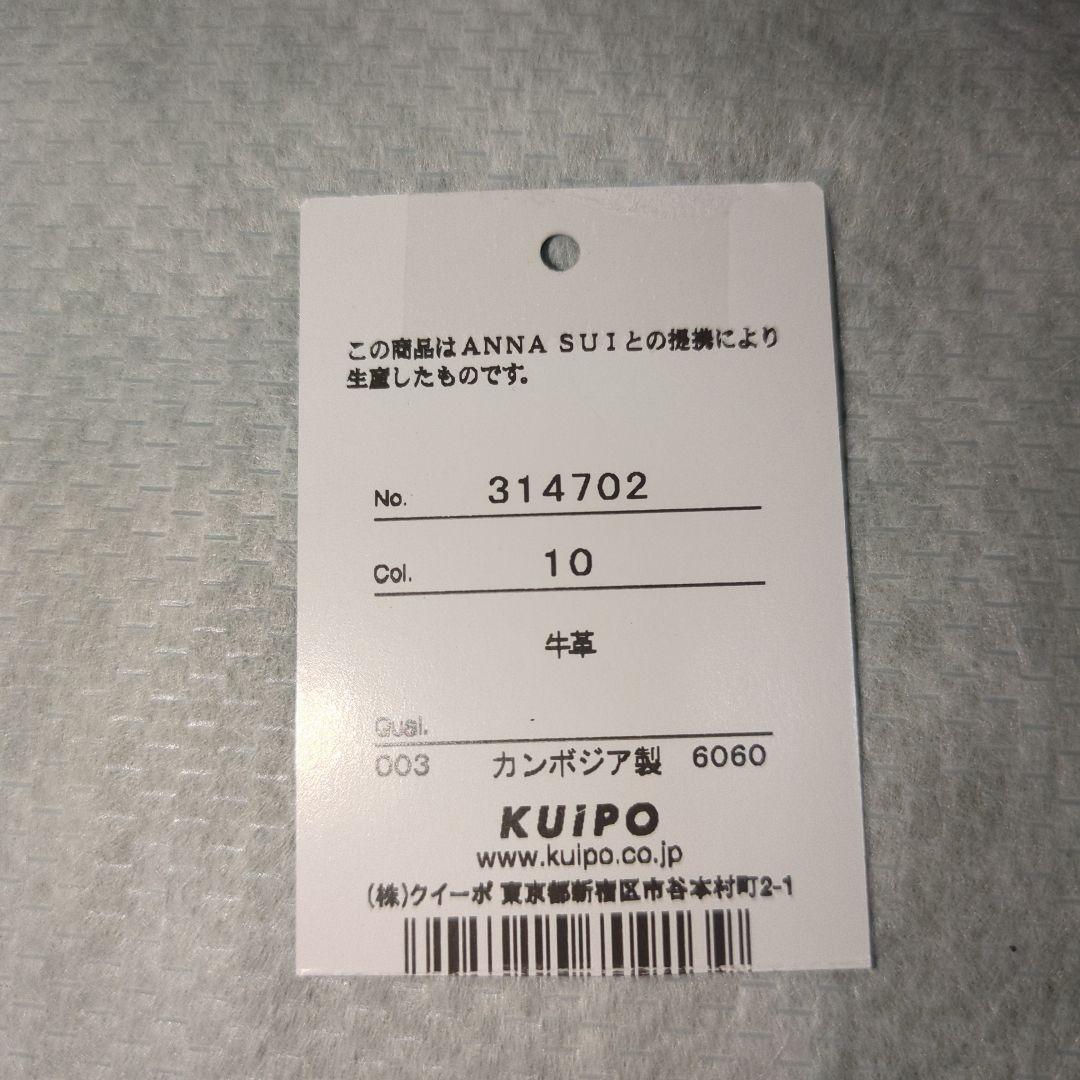 この商品はANNA SUIとの提携により
生産したものです。
No. 314702
Col. 10
牛革
Qual.
003 カンボジア製 6060
KUiPO
www.kuipo.co.jp
(株)クイーポ 東京都新宿区市谷本村町2-1